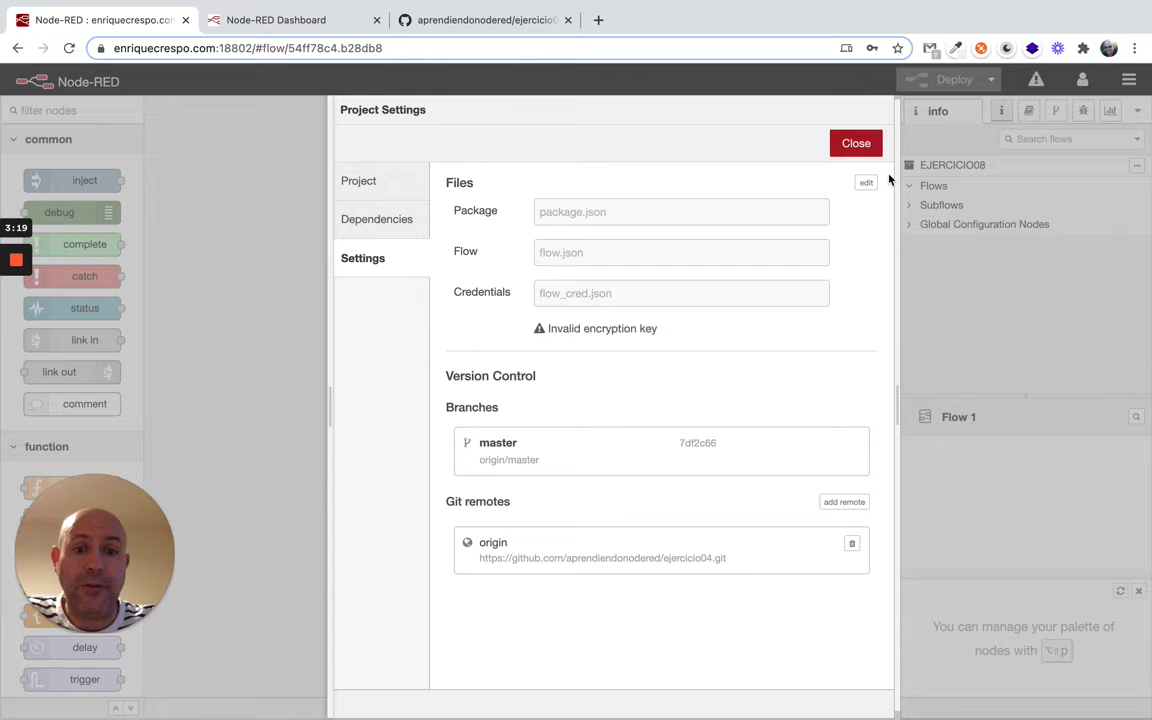 Node-RED : enriquecrespo.con
Node-RED Dashboard
aprendiendonodered/ejercicio0
enriquecrespo.com:18802/#flow/54ff78c4.b28db8
Node-RED
Deploy
filter nodes
common
inject
debug
complete
catch
status
link in
link out
comment
function
delay
trigger
3:19
Project Settings
Close
Project
Dependencies
Settings
Files
edit
Package
package.json
Flow
flow.json
Credentials
flow_cred.json
Invalid encryption key
Version Control
Branches
master
7df2c66
origin/master
Git remotes
add remote
origin
https://github.com/aprendiendonodered/ejercicio04.git
info
Search flows
EJERCICIO08
Flows
Subflows
Global Configuration Nodes
Flow 1
You can manage your palette of
nodes with ⌥⇧p